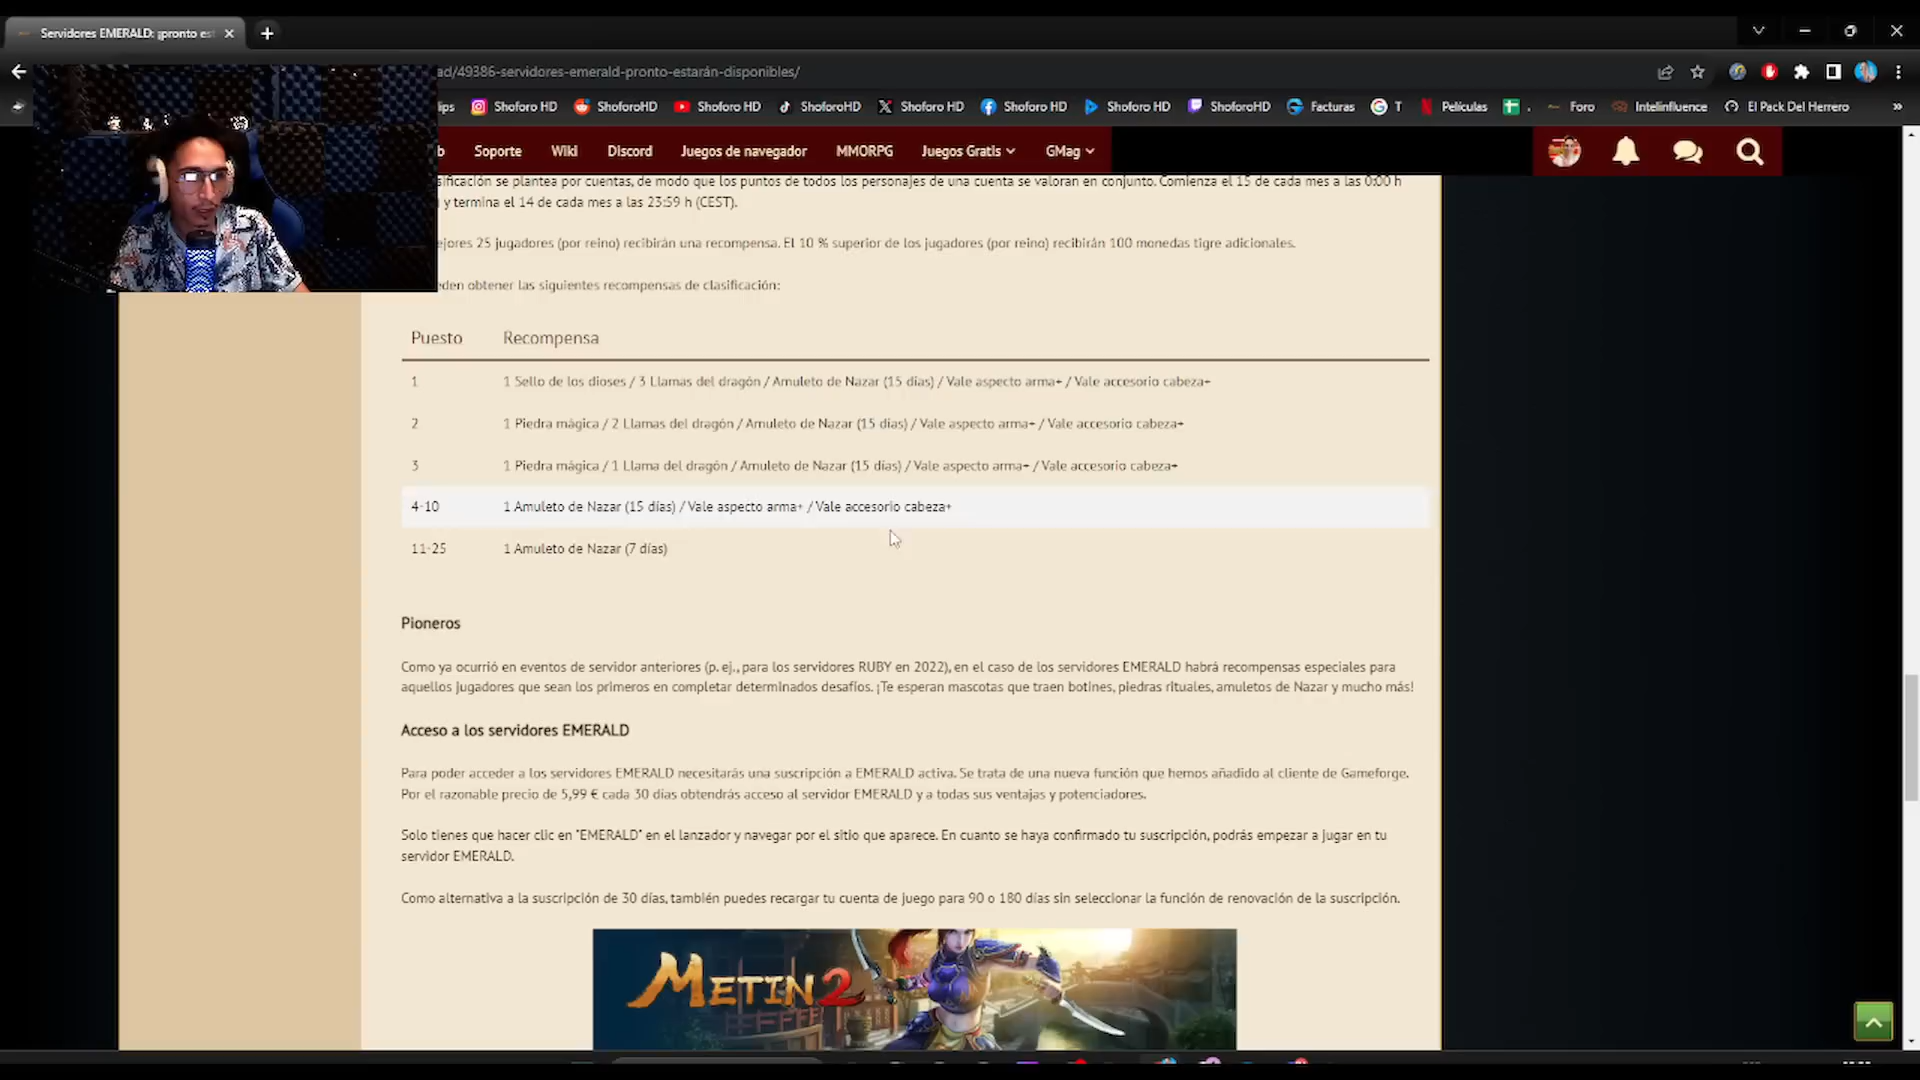 Servidores EMERALD: ¡pronto es
ad/49386-servidores-emerald-pronto-estarán-disponibles/
Shoforo HD
ShoforoHD
Shoforo HD
ShoforoHD
Shoforo HD
Shoforo HD
Shoforo HD
ShoforoHD
Facturas
T
Películas
.
Foro
Intelinfluence
El Pack Del Herrero
»
b
Soporte
Wiki
Discord
Juegos de navegador
MMORPG
Juegos Gratis
GMag
sificación se plantea por cuentas, de modo que los puntos de todos los personajes de una cuenta se valoran en conjunto. Comienza el 15 de cada mes a las 0:00 h
y termina el 14 de cada mes a las 23:59 h (CEST).
ejores 25 jugadores (por reino) recibirán una recompensa. El 10 % superior de los jugadores (por reino) recibirán 100 monedas tigre adicionales.
eden obtener las siguientes recompensas de clasificación:
Puesto Recompensa
1 1 Sello de los dioses / 3 Llamas del dragón / Amuleto de Nazar (15 días) / Vale aspecto arma+ / Vale accesorio cabeza+
2 1 Piedra mágica / 2 Llamas del dragón / Amuleto de Nazar (15 días) / Vale aspecto arma+ / Vale accesorio cabeza+
3 1 Piedra mágica / 1 Llama del dragón / Amuleto de Nazar (15 días) / Vale aspecto arma+ / Vale accesorio cabeza+
4-10 1 Amuleto de Nazar (15 días) / Vale aspecto arma+ / Vale accesorio cabeza+
11-25 1 Amuleto de Nazar (7 días)
Pioneros
Como ya ocurrió en eventos de servidor anteriores (p. ej., para los servidores RUBY en 2022), en el caso de los servidores EMERALD habrá recompensas especiales para
aquellos jugadores que sean los primeros en completar determinados desafíos. ¡Te esperan mascotas que traen botines, piedras rituales, amuletos de Nazar y mucho más!
Acceso a los servidores EMERALD
Para poder acceder a los servidores EMERALD necesitarás una suscripción a EMERALD activa. Se trata de una nueva función que hemos añadido al cliente de Gameforge.
Por el razonable precio de 5,99 € cada 30 días obtendrás acceso al servidor EMERALD y a todas sus ventajas y potenciadores.
Solo tienes que hacer clic en "EMERALD" en el lanzador y navegar por el sitio que aparece. En cuanto se haya confirmado tu suscripción, podrás empezar a jugar en tu
servidor EMERALD.
Como alternativa a la suscripción de 30 días, también puedes recargar tu cuenta de juego para 90 o 180 días sin seleccionar la función de renovación de la suscripción.
METIN2